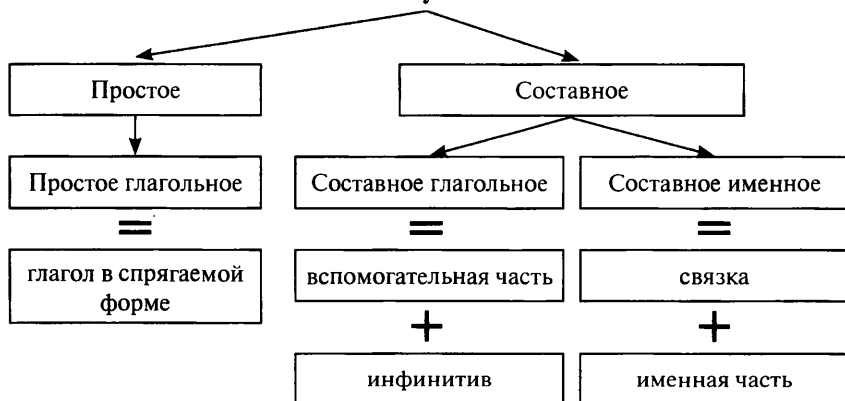 Простое
Составное
Простое глагольное
Составное глагольное
Составное именное
=
=
=
глагол в спрягаемой
форме
вспомогательная часть
связка
+
+
инфинитив
именная часть